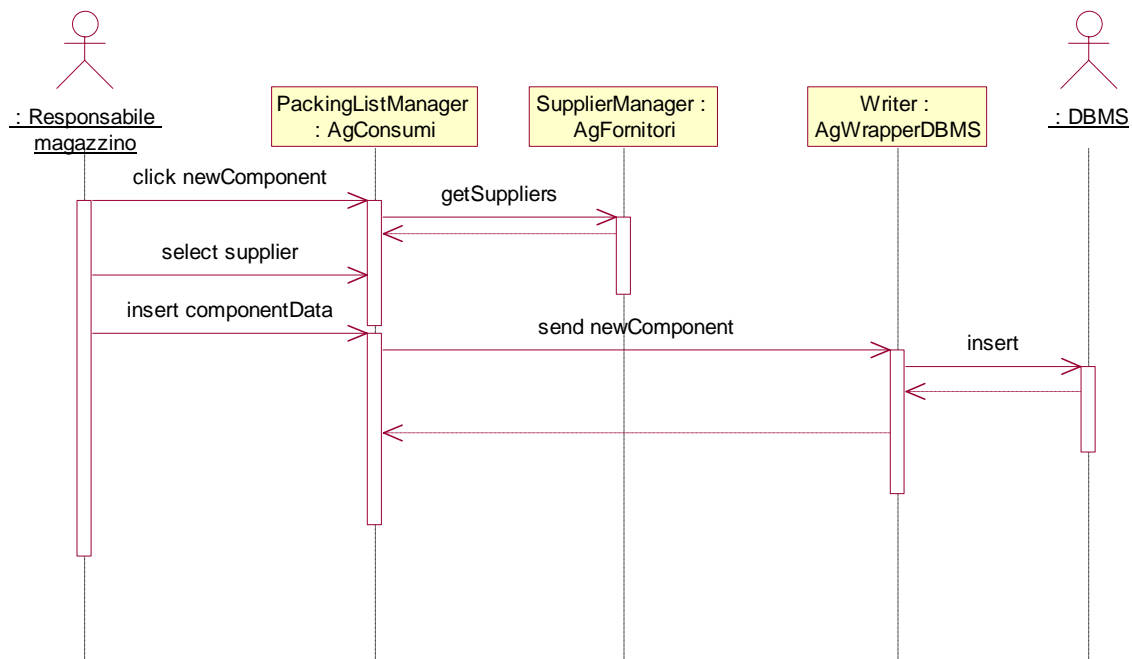 : Responsabile
magazzino
PackingListManager
: AgConsumi
SupplierManager :
AgFornitori
Writer :
AgWrapperDBMS
: DBMS
click newComponent
getSuppliers
select supplier
insert componentData
send newComponent
insert